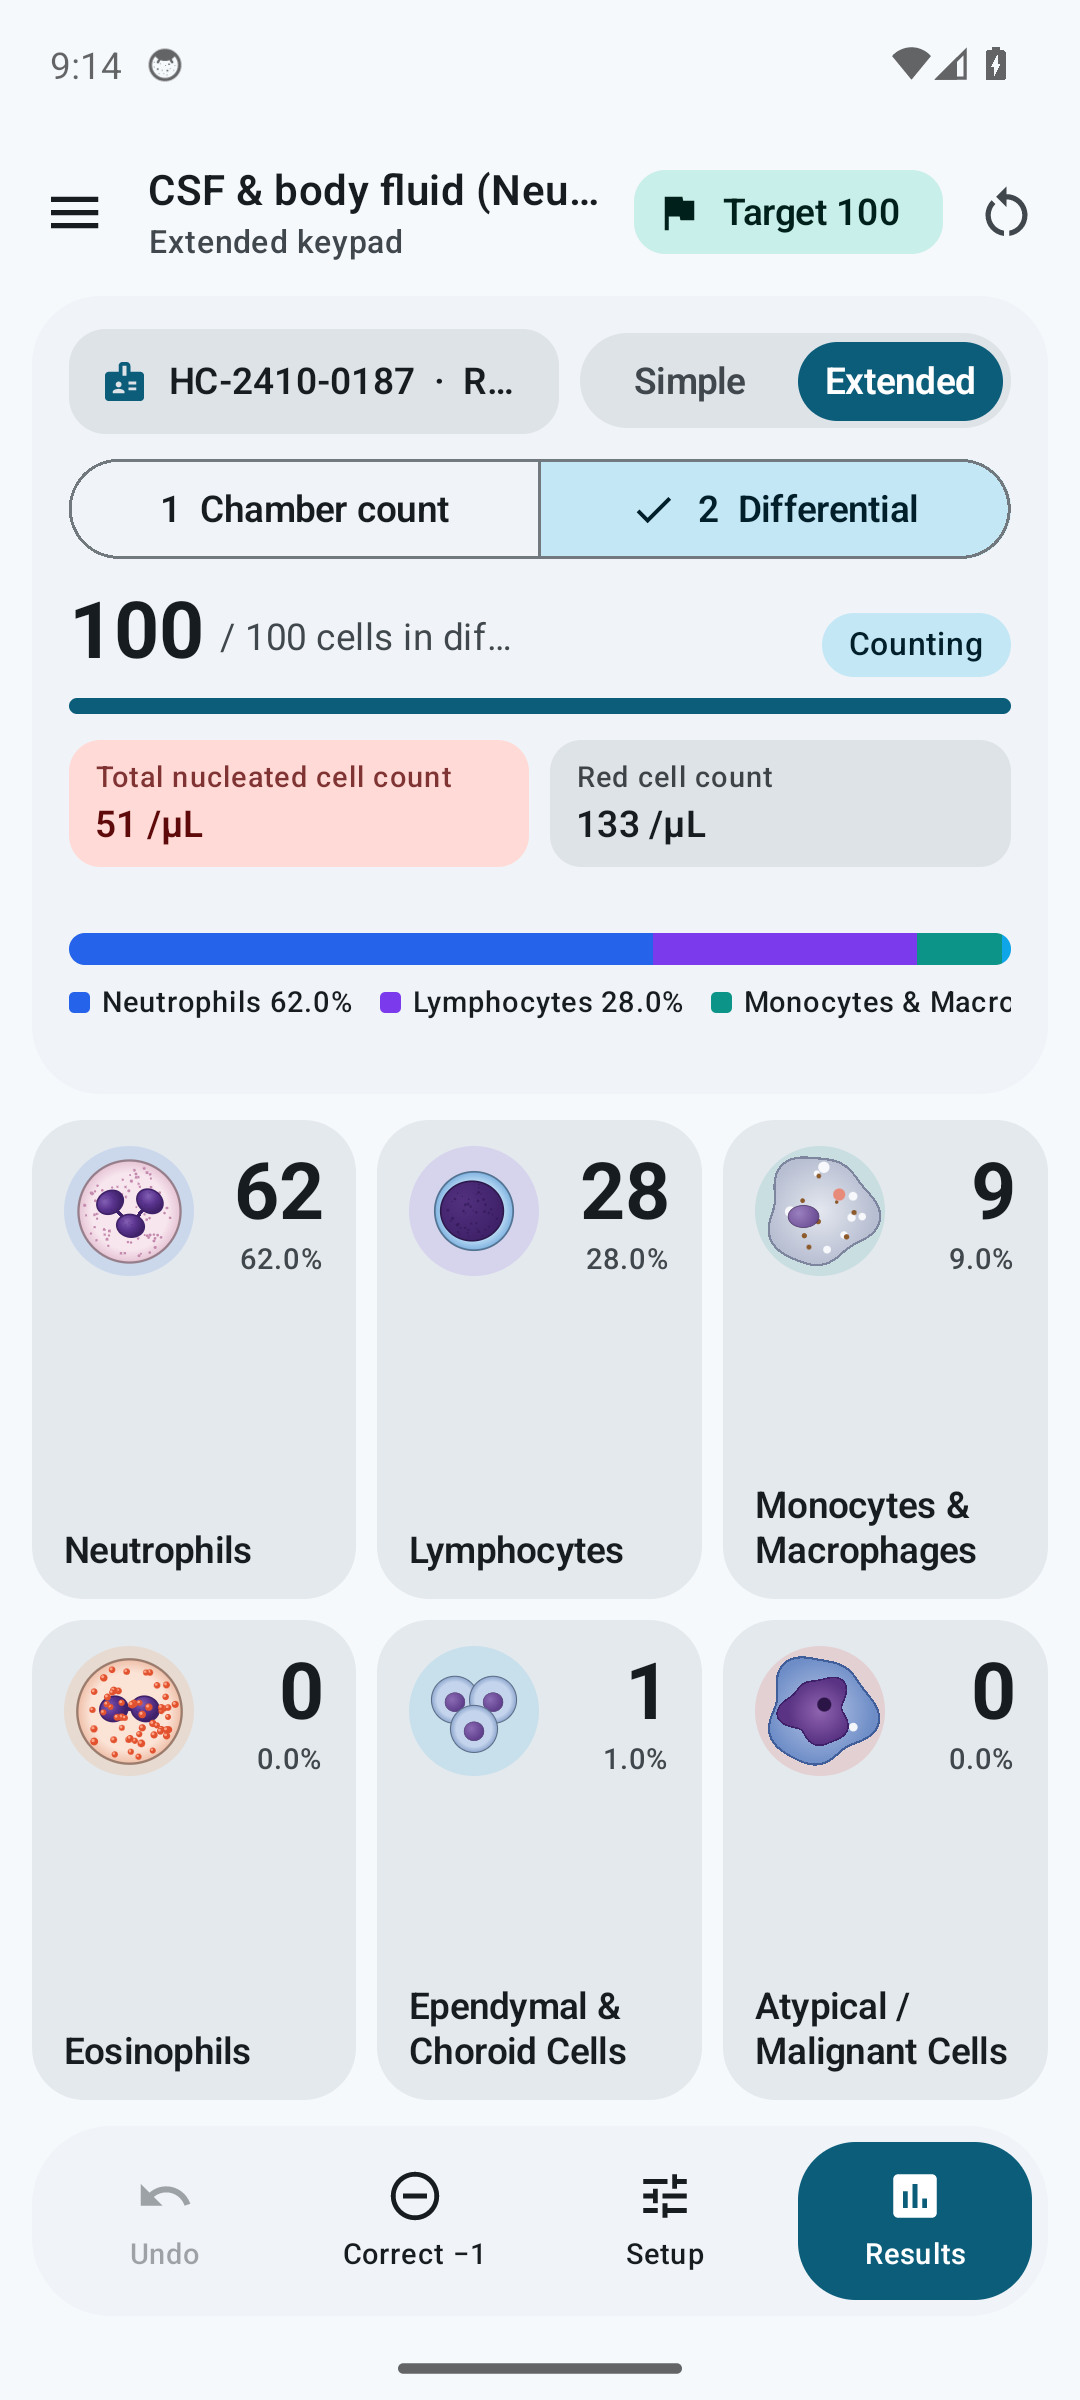 9:14
CSF & body fluid (Neu...
Extended keypad
Target 100
HC-2410-0187 · R...
Simple
Extended
1 Chamber count
2 Differential
100 / 100 cells in dif...
Counting
Total nucleated cell count
51 /µL
Red cell count
133 /µL
Neutrophils 62.0%
Lymphocytes 28.0%
Monocytes & Macro
62
62.0%
Neutrophils
28
28.0%
Lymphocytes
9
9.0%
Monocytes &
Macrophages
0
0.0%
Eosinophils
1
1.0%
Ependymal &
Choroid Cells
0
0.0%
Atypical /
Malignant Cells
Undo
Correct −1
Setup
Results